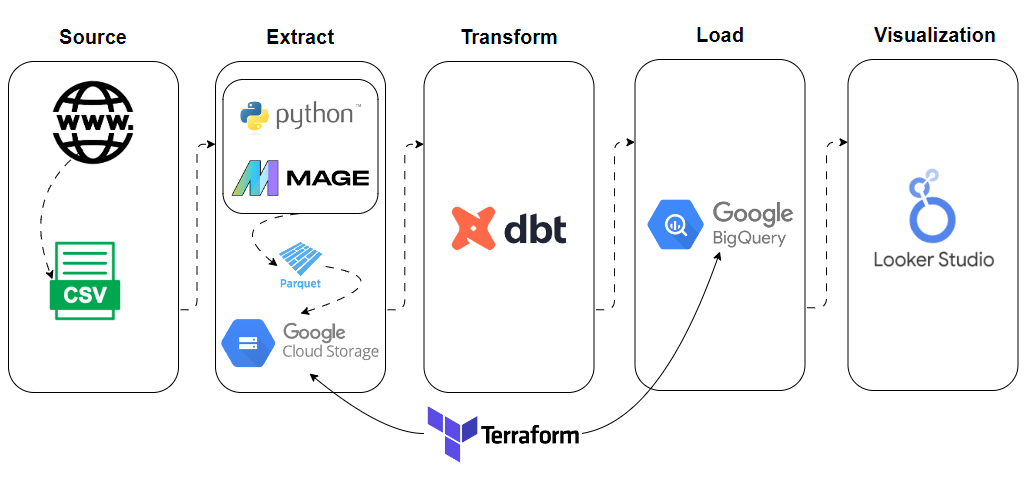 Source
Extract
Transform
Load
Visualization
WWW.
CSV
python™
MAGE
Parquet
Google
Cloud Storage
dbt
Google
BigQuery
Looker Studio
Terraform